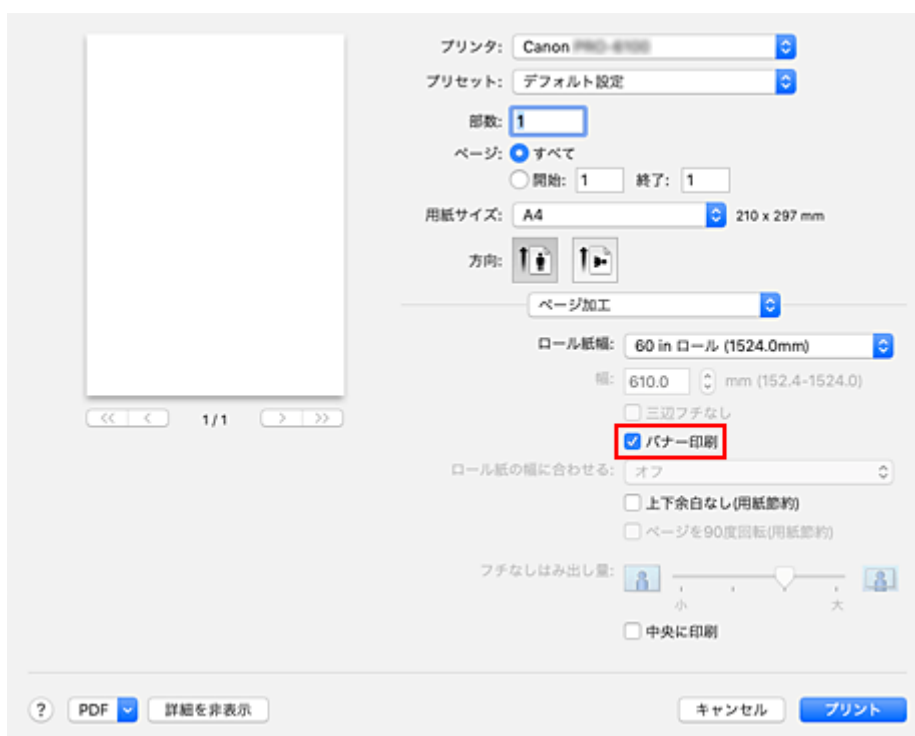 プリンタ: Canon
プリセット: デフォルト設定
部数: 1
ページ: すべて
開始: 1 終了: 1
用紙サイズ: A4 210 x 297 mm
方向:
ページ加工
ロール紙幅: 60 in ロール (1524.0mm)
幅: 610.0 mm (152.4-1524.0)
三辺フチなし
<< < 1/1 > >>
バナー印刷
ロール紙の幅に合わせる: オフ
上下余白なし(用紙節約)
ページを90度回転(用紙節約)
フチなしはみ出し量:
小 大
中央に印刷
? PDF 詳細を非表示 キャンセル プリント